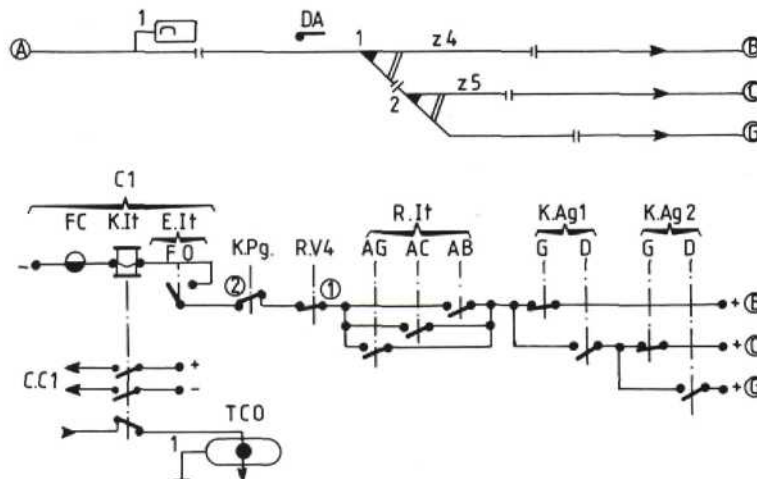 DA
1
A
1
z4
B
z5
C
2
G
C1
FC K.It E.It
F O
R.It
K.Ag1 K.Ag2
K.Pg. R.V4 AG AC AB G D G D
-
② ①
+ B
+ C
+ G
C.C1
+
-
TCO
1